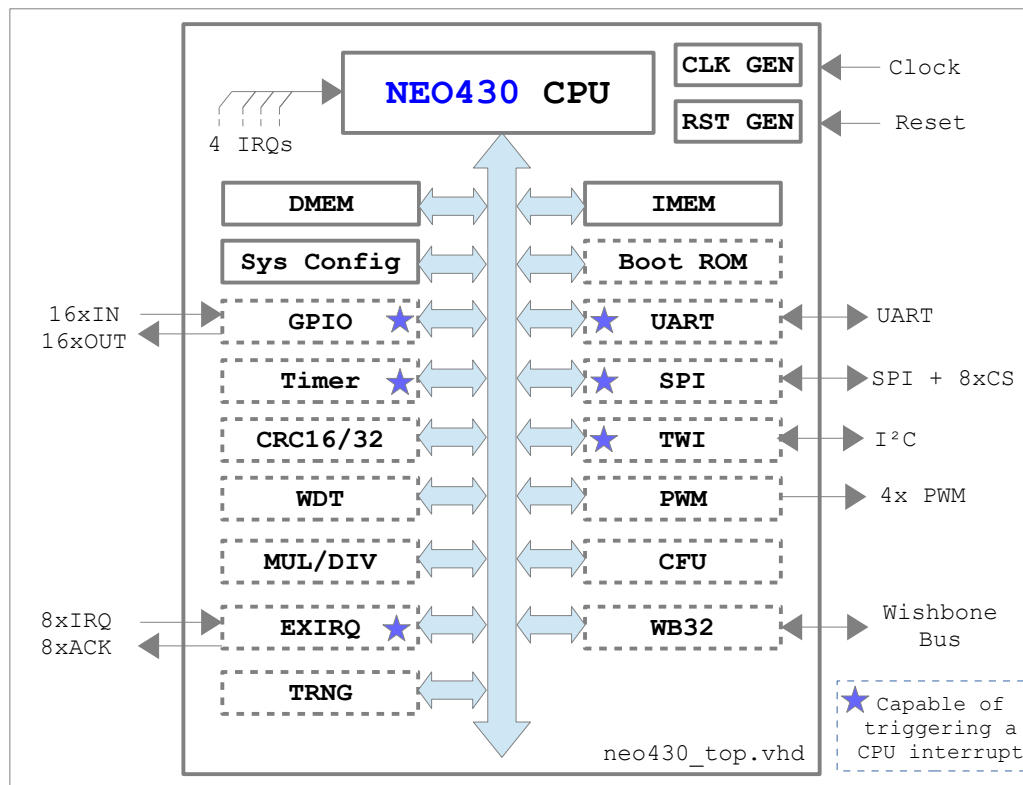 NEO430 CPU
CLK GEN
Clock
RST GEN
Reset
4 IRQs
DMEM
IMEM
Sys Config
Boot ROM
16xIN
16xOUT
GPIO
UART
UART
Timer
SPI
SPI + 8xCS
CRC16/32
TWI
I²C
WDT
PWM
4x PWM
MUL/DIV
CFU
8xIRQ
8xACK
EXIRQ
WB32
Wishbone
Bus
TRNG
Capable of
triggering a
CPU interrupt
neo430_top.vhd